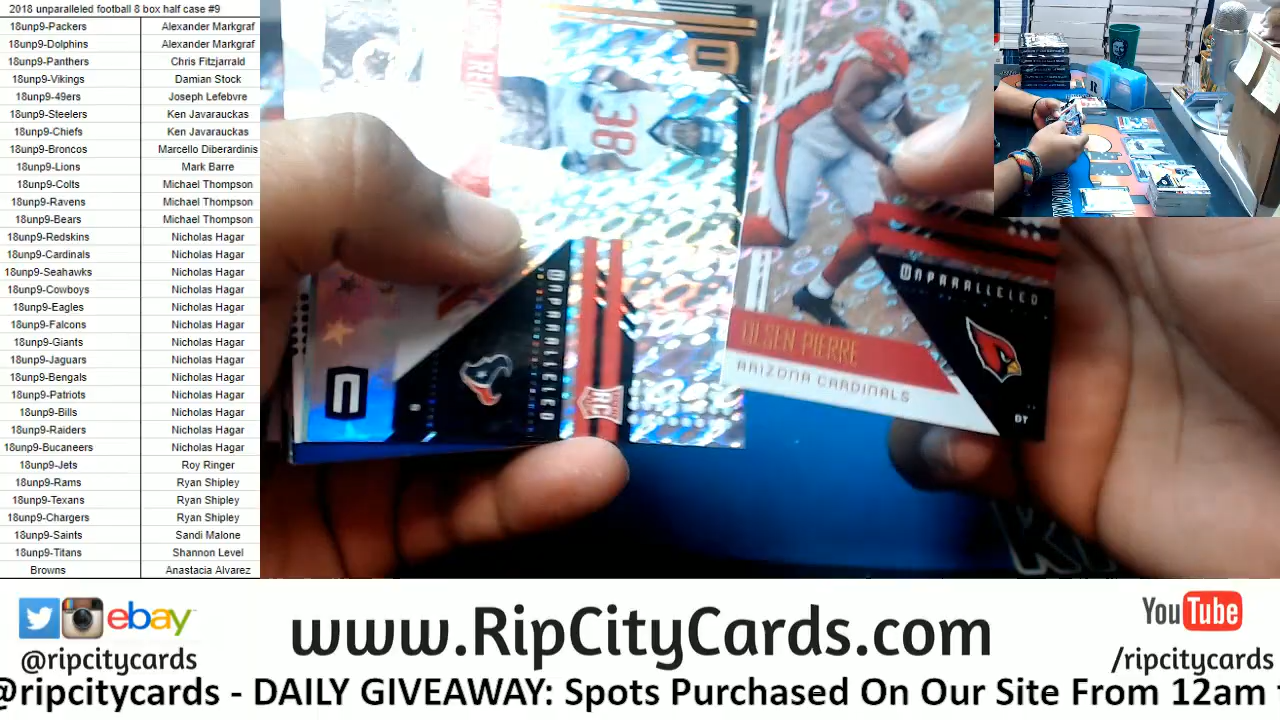 2018 unparalleled football 8 box half case #9
18unp9-Packers Alexander Markgraf
18unp9-Dolphins Alexander Markgraf
18unp9-Panthers Chris Fitzjarrald
18unp9-Vikings Damian Stock
18unp9-49ers Joseph Lefebvre
18unp9-Steelers Ken Javarauckas
18unp9-Chiefs Ken Javarauckas
18unp9-Broncos Marcello Diberardinis
18unp9-Lions Mark Barre
18unp9-Colts Michael Thompson
18unp9-Ravens Michael Thompson
18unp9-Bears Michael Thompson
18unp9-Redskins Nicholas Hagar
18unp9-Cardinals Nicholas Hagar
18unp9-Seahawks Nicholas Hagar
18unp9-Cowboys Nicholas Hagar
18unp9-Eagles Nicholas Hagar
18unp9-Falcons Nicholas Hagar
18unp9-Giants Nicholas Hagar
18unp9-Jaguars Nicholas Hagar
18unp9-Bengals Nicholas Hagar
18unp9-Patriots Nicholas Hagar
18unp9-Bills Nicholas Hagar
18unp9-Raiders Nicholas Hagar
18unp9-Bucaneers Nicholas Hagar
18unp9-Jets Roy Ringer
18unp9-Rams Ryan Shipley
18unp9-Texans Ryan Shipley
18unp9-Chargers Ryan Shipley
18unp9-Saints Sandi Malone
18unp9-Titans Shannon Level
Browns Anastacia Alvarez
38
UNPARALLELED
RC
UNPARALLELED
OLSEN PIERRE
ARIZONA CARDINALS
DT
ebay
@ripcitycards
www.RipCityCards.com
YouTube
/ripcitycards
@ripcitycards - DAILY GIVEAWAY: Spots Purchased On Our Site From 12am